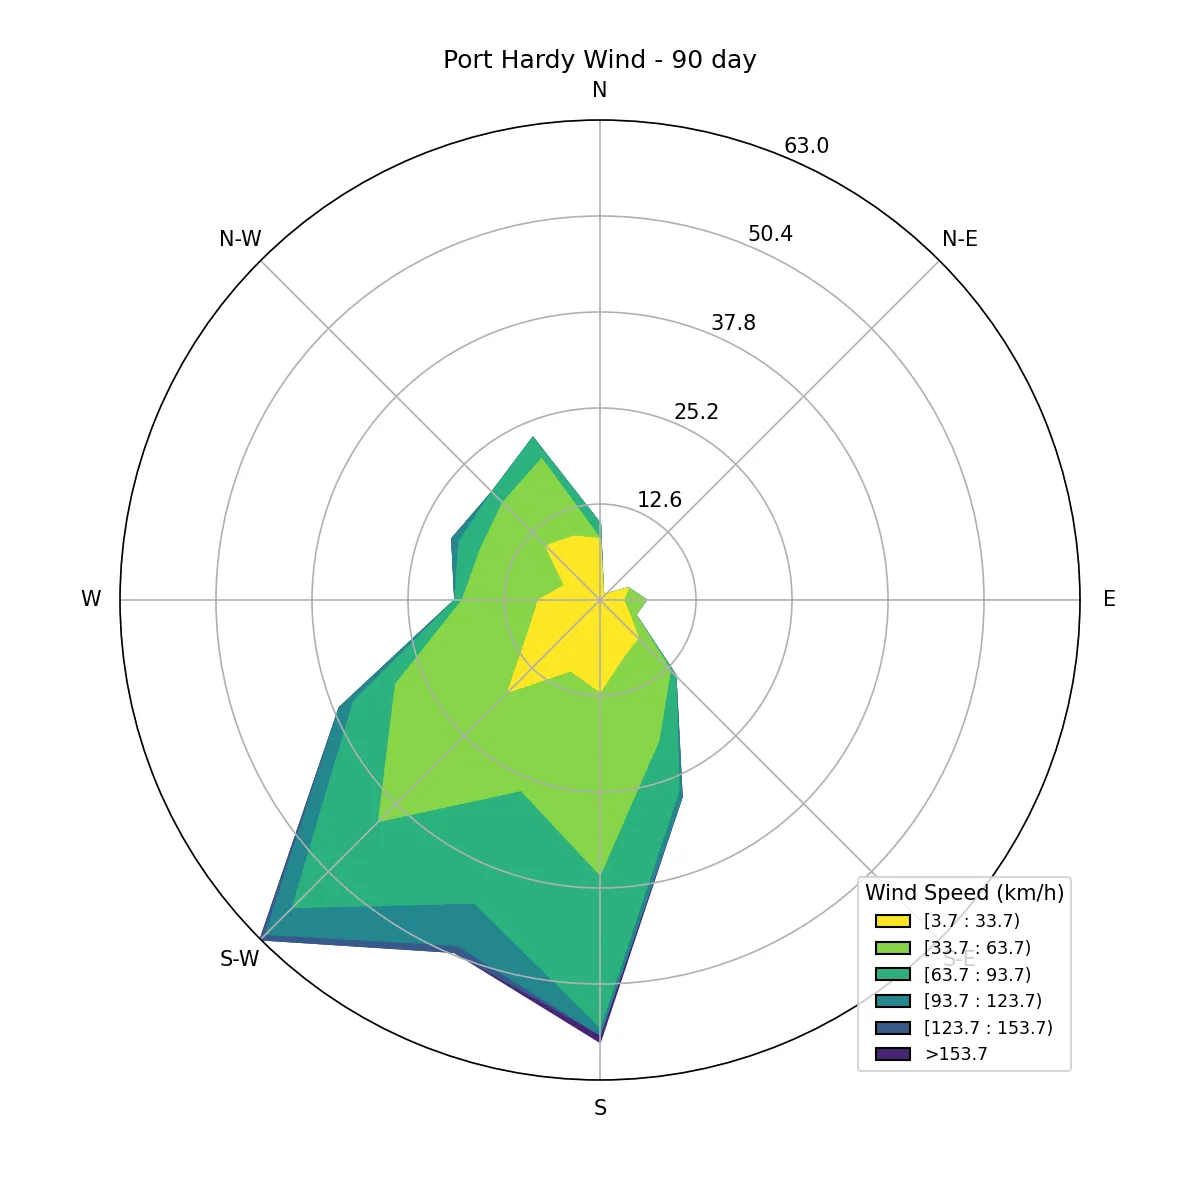 Port Hardy Wind - 90 day
N
63.0
N-W
50.4
N-E
37.8
25.2
12.6
W
E
S-W
S-E
Wind Speed (km/h)
[3.7 : 33.7)
[33.7 : 63.7)
[63.7 : 93.7)
[93.7 : 123.7)
[123.7 : 153.7)
>153.7
S